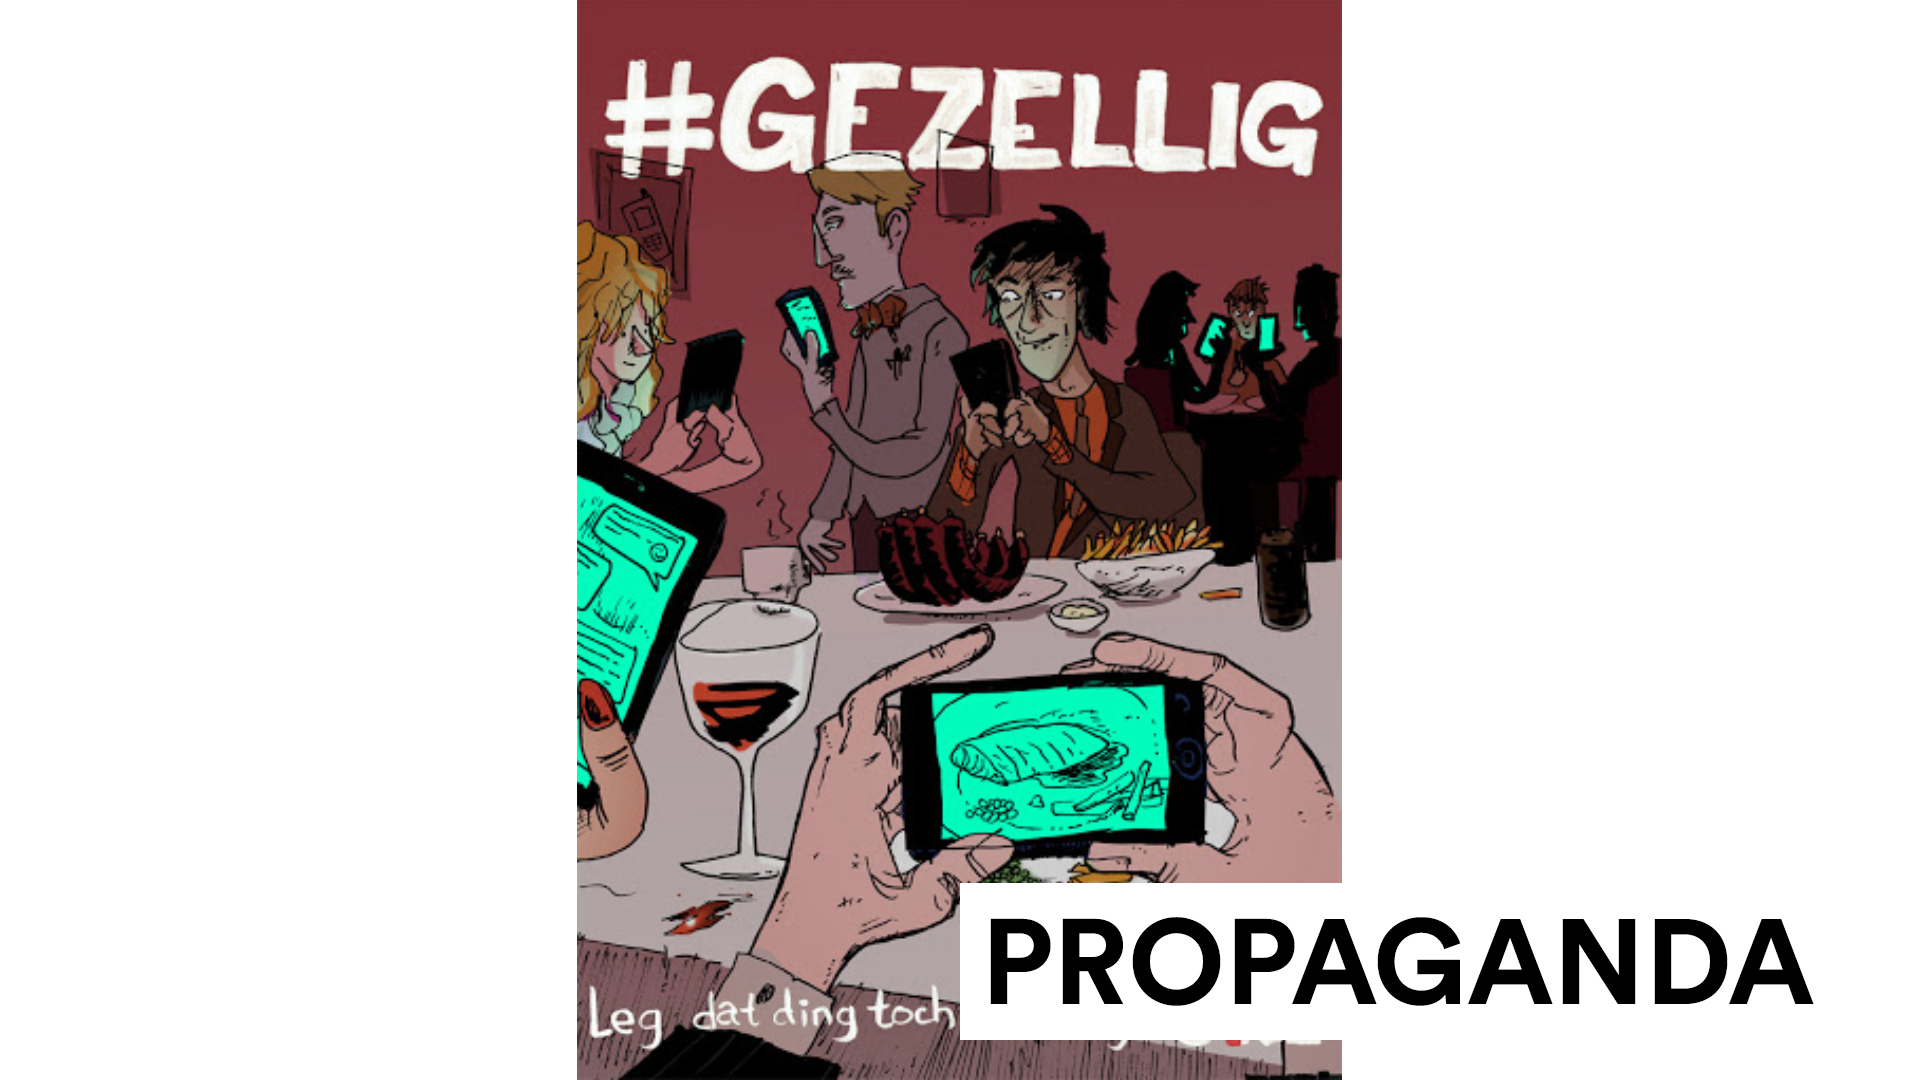 #GEZELLIG
Leg dat ding toch
PROPAGANDA